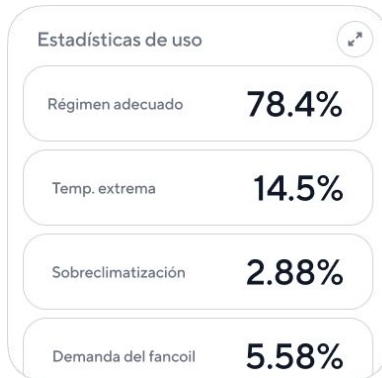 Estadísticas de uso
Régimen adecuado 78.4%
Temp. extrema 14.5%
Sobreclimatización 2.88%
Demanda del fancoil 5.58%